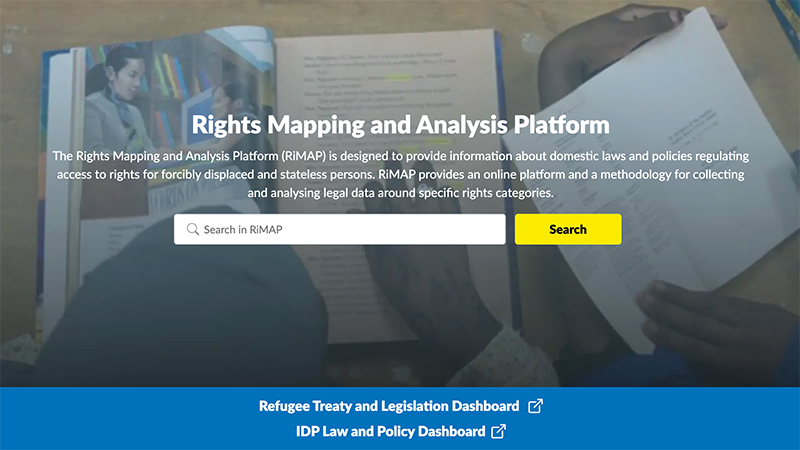 Rights Mapping and Analysis Platform
The Rights Mapping and Analysis Platform (RiMAP) is designed to provide information about domestic laws and policies regulating
access to rights for forcibly displaced and stateless persons. RiMAP provides an online platform and a methodology for collecting
and analysing legal data around specific rights categories.
Search in RiMAP
Search
Refugee Treaty and Legislation Dashboard
IDP Law and Policy Dashboard